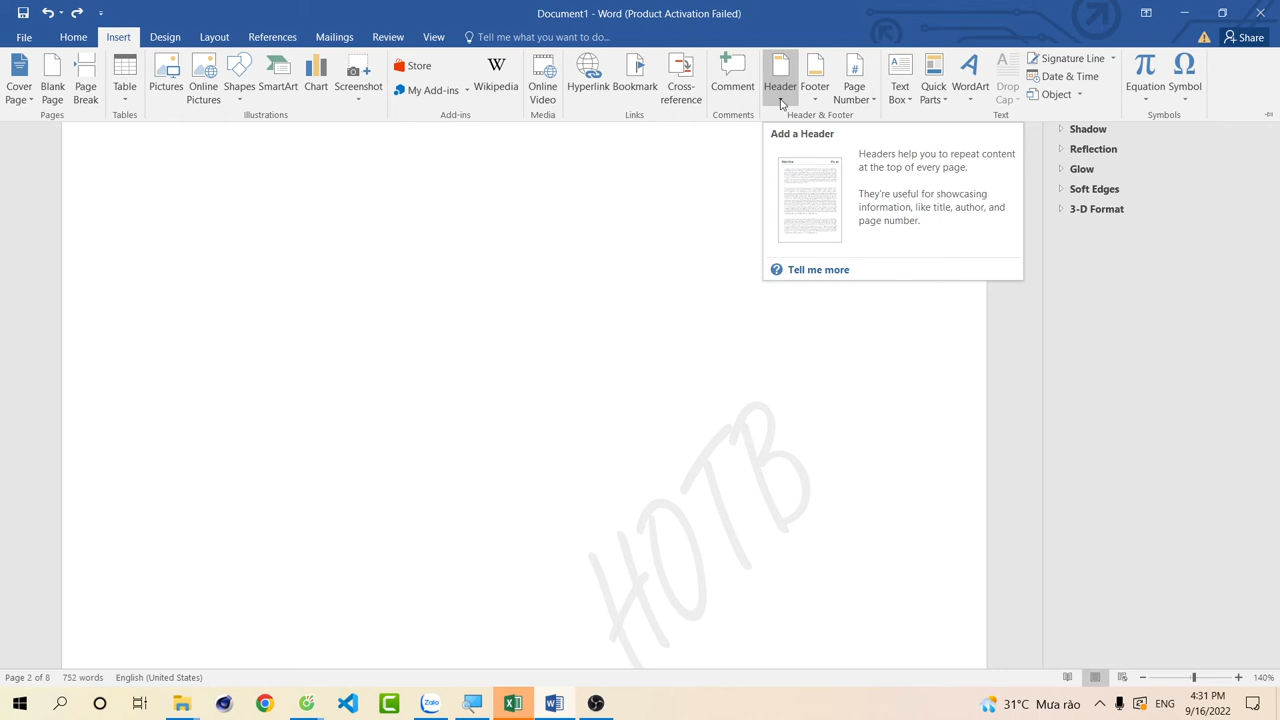 Document1 - Word (Product Activation Failed)
File Home Insert Design Layout References Mailings Review View Tell me what you want to do... Share
Cover Page
Blank Page
Page Break
Pages
Table
Tables
Pictures
Online Pictures
Shapes
SmartArt
Chart
Screenshot
Illustrations
Store
My Add-ins
Wikipedia
Add-ins
Online Video
Media
Hyperlink
Bookmark
Cross-reference
Links
Comment
Comments
Header
Footer
Page Number
Header & Footer
Text Box
Quick Parts
WordArt
Drop Cap
Signature Line
Date & Time
Object
Text
Equation
Symbol
Symbols
Add a Header
Headers help you to repeat content
at the top of every page.
They're useful for showcasing
information, like title, author, and
page number.
Tell me more
Shadow
Reflection
Glow
Soft Edges
3-D Format
HOTB
Page 2 of 8 752 words English (United States) 140%
Zalo
31°C Mưa rào
ENG
4:31 PM
9/16/2022